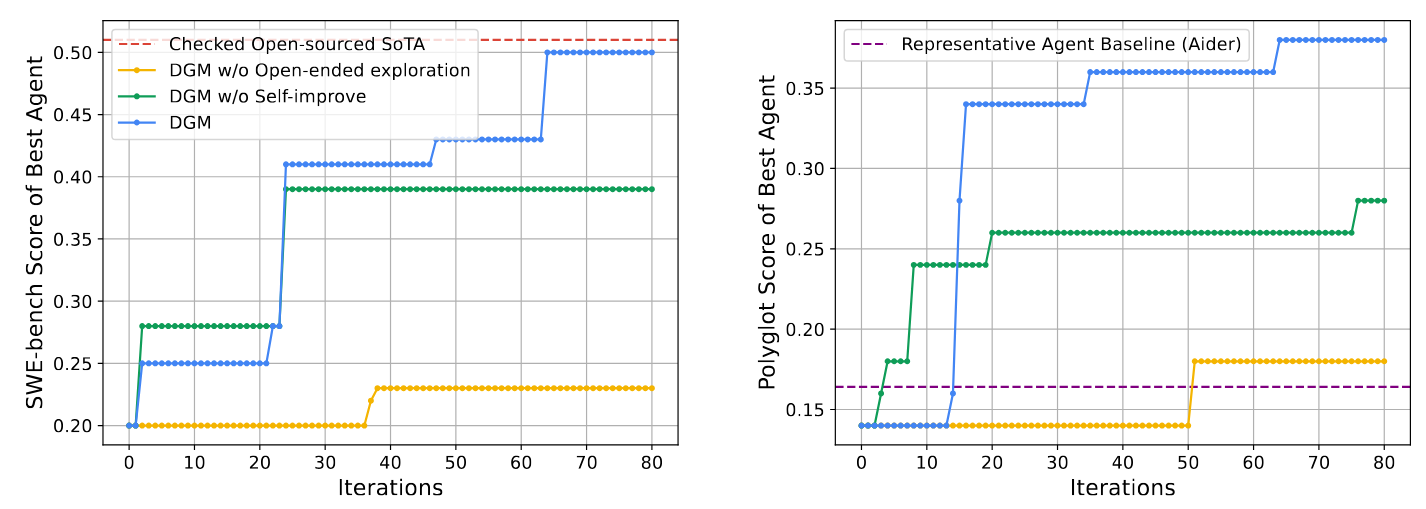 SWE-bench Score of Best Agent
0.50
0.45
0.40
0.35
0.30
0.25
0.20
Checked Open-sourced SoTA
DGM w/o Open-ended exploration
DGM w/o Self-improve
DGM
0 10 20 30 40 50 60 70 80
Iterations
Polyglot Score of Best Agent
0.35
0.30
0.25
0.20
0.15
Representative Agent Baseline (Aider)
0 10 20 30 40 50 60 70 80
Iterations